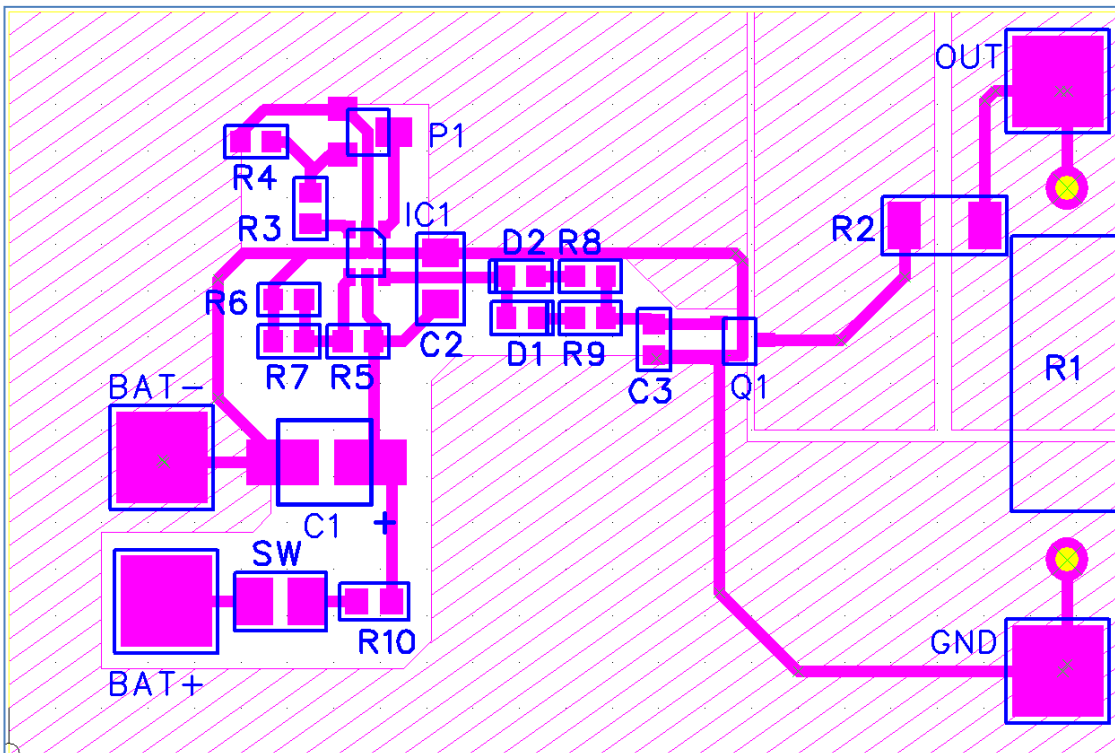 OUT
P1
R4
R3
IC1
R2
D2 R8
R6
R7 R5 C2 D1 R9
C3 Q1
R1
BAT-
C1 +
SW
R10
GND
BAT+